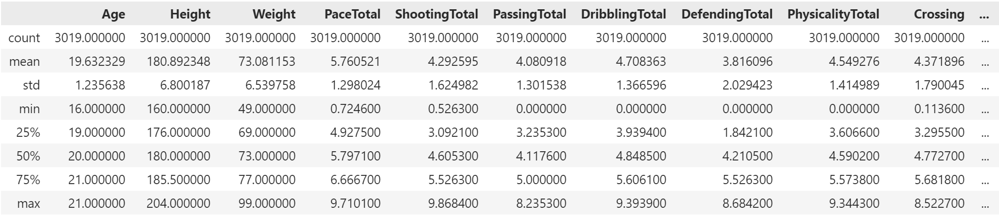 Age Height Weight PaceTotal ShootingTotal PassingTotal DribblingTotal DefendingTotal PhysicalityTotal Crossing ...
count 3019.000000 3019.000000 3019.000000 3019.000000 3019.000000 3019.000000 3019.000000 3019.000000 3019.000000 3019.000000 ...
mean 19.632329 180.892348 73.081153 5.760521 4.292595 4.080918 4.708363 3.816096 4.549276 4.371896 ...
std 1.235638 6.800187 6.539758 1.298024 1.624982 1.301538 1.366596 2.029423 1.414989 1.790045 ...
min 16.000000 160.000000 49.000000 0.724600 0.526300 0.000000 0.000000 0.000000 0.000000 0.113600 ...
25% 19.000000 176.000000 69.000000 4.927500 3.092100 3.235300 3.939400 1.842100 3.606600 3.295500 ...
50% 20.000000 180.000000 73.000000 5.797100 4.605300 4.117600 4.848500 4.210500 4.590200 4.772700 ...
75% 21.000000 185.500000 77.000000 6.666700 5.526300 5.000000 5.606100 5.526300 5.573800 5.681800 ...
max 21.000000 204.000000 99.000000 9.710100 9.868400 8.235300 9.393900 8.684200 9.344300 8.522700 ...